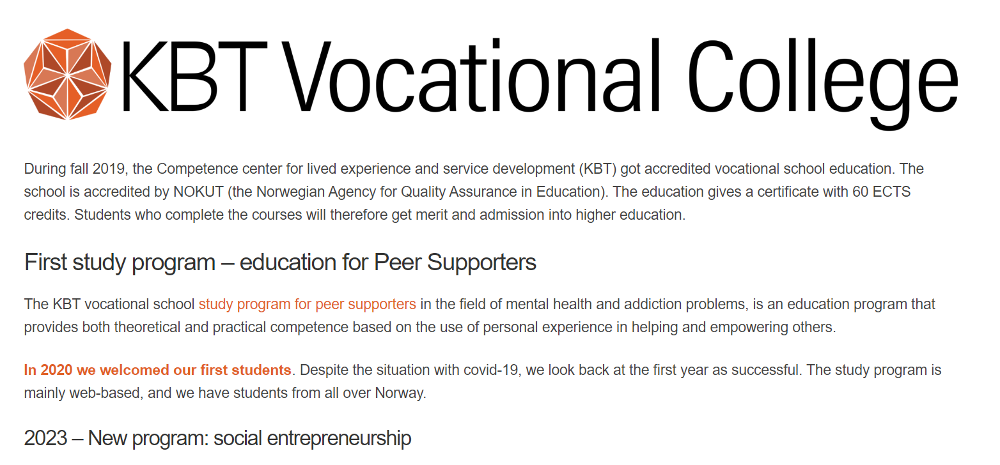 KBT Vocational College
During fall 2019, the Competence center for lived experience and service development (KBT) got accredited vocational school education. The
school is accredited by NOKUT (the Norwegian Agency for Quality Assurance in Education). The education gives a certificate with 60 ECTS
credits. Students who complete the courses will therefore get merit and admission into higher education.
First study program – education for Peer Supporters
The KBT vocational school study program for peer supporters in the field of mental health and addiction problems, is an education program that
provides both theoretical and practical competence based on the use of personal experience in helping and empowering others.
In 2020 we welcomed our first students. Despite the situation with covid-19, we look back at the first year as successful. The study program is
mainly web-based, and we have students from all over Norway.
2023 – New program: social entrepreneurship